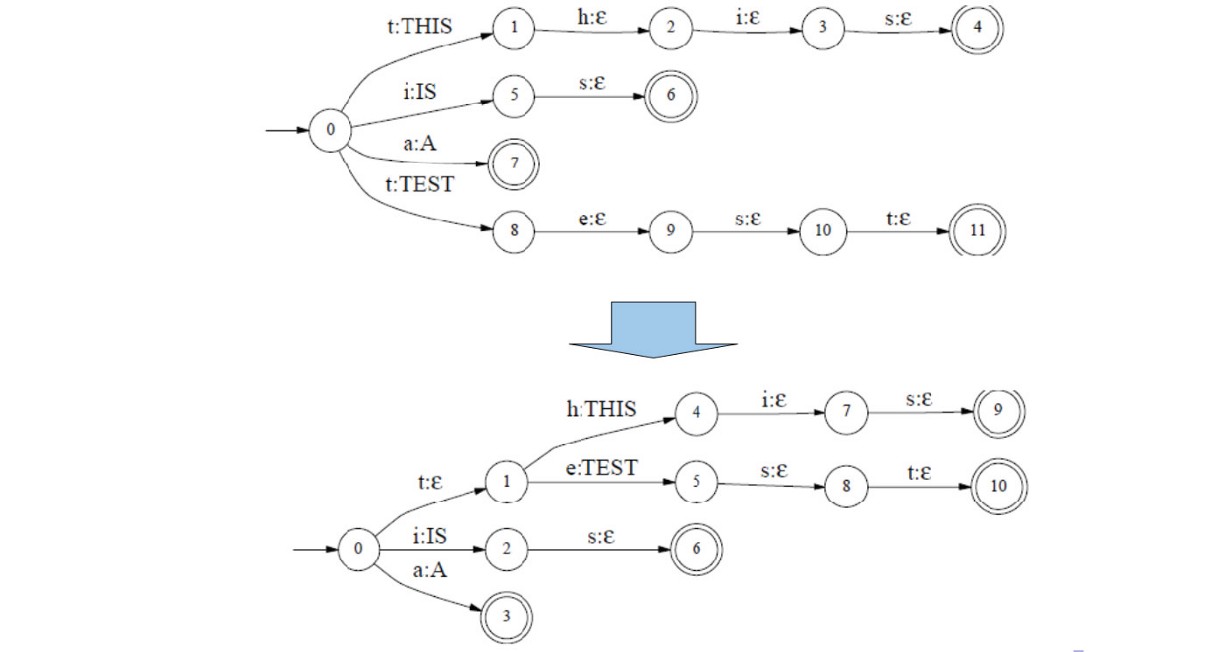 t:THIS 1 h:Ɛ 2 i:Ɛ 3 s:Ɛ 4
i:IS 5 s:Ɛ 6
0
a:A 7
t:TEST
8 e:Ɛ 9 s:Ɛ 10 t:Ɛ 11
h:THIS 4 i:Ɛ 7 s:Ɛ 9
t:Ɛ 1 e:TEST 5 s:Ɛ 8 t:Ɛ 10
0 i:IS 2 s:Ɛ 6
a:A
3